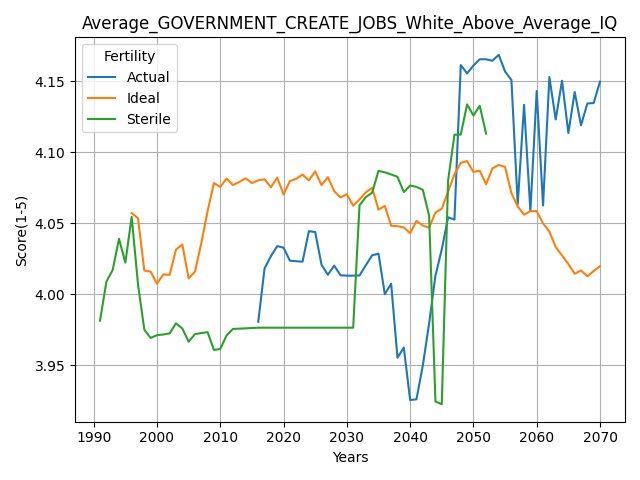 Average_GOVERNMENT_CREATE_JOBS_White_Above_Average_IQ
Fertility
Actual
Ideal
Sterile
Score(1-5)
4.15
4.10
4.05
4.00
3.95
1990 2000 2010 2020 2030 2040 2050 2060 2070
Years